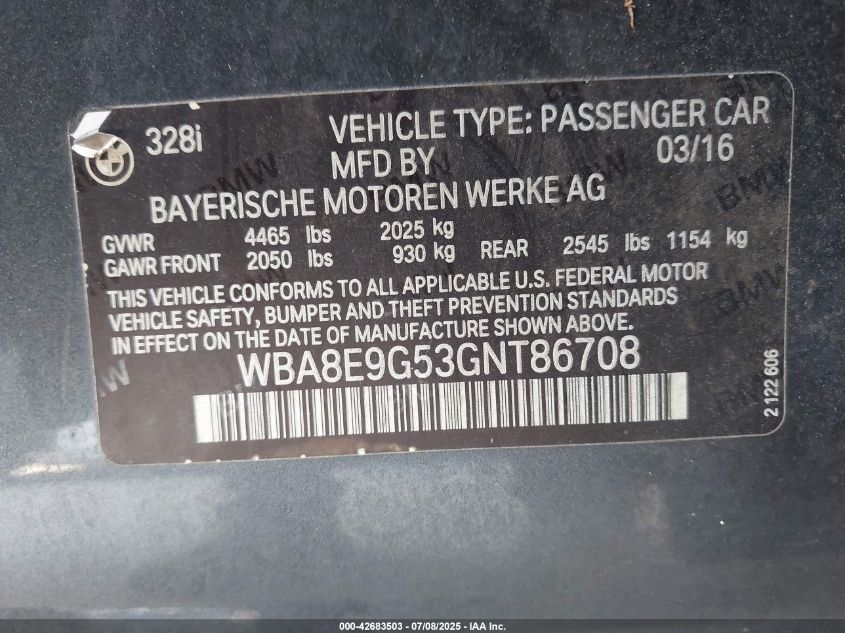 328i VEHICLE TYPE: PASSENGER CAR
MFD BY 03/16
BAYERISCHE MOTOREN WERKE AG
GVWR 4465 lbs 2025 kg
GAWR FRONT 2050 lbs 930 kg REAR 2545 lbs 1154 kg
THIS VEHICLE CONFORMS TO ALL APPLICABLE U.S. FEDERAL MOTOR
VEHICLE SAFETY, BUMPER AND THEFT PREVENTION STANDARDS
IN EFFECT ON THE DATE OF MANUFACTURE SHOWN ABOVE.
WBA8E9G53GNT86708
2 122 606
BMW
BMW
BMW
000-42683503 - 07/08/2025 - IAA Inc.